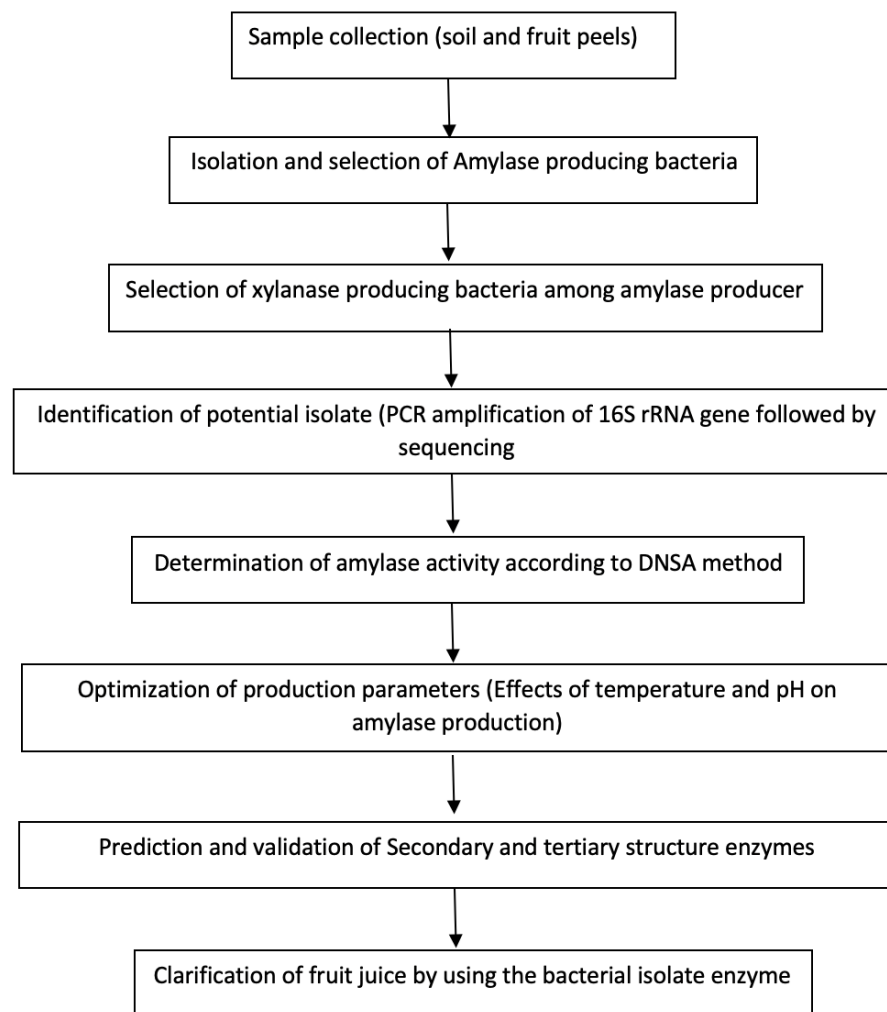 Sample collection (soil and fruit peels)
Isolation and selection of Amylase producing bacteria
Selection of xylanase producing bacteria among amylase producer
Identification of potential isolate (PCR amplification of 16S rRNA gene followed by
sequencing
Determination of amylase activity according to DNSA method
Optimization of production parameters (Effects of temperature and pH on
amylase production)
Prediction and validation of Secondary and tertiary structure enzymes
Clarification of fruit juice by using the bacterial isolate enzyme